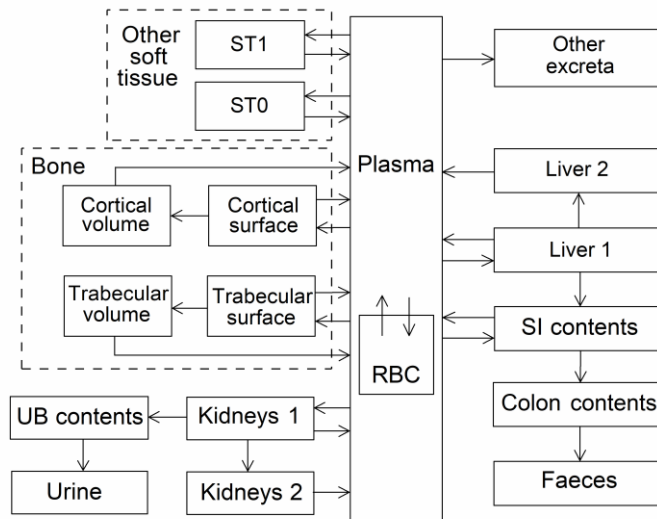 Other
soft
tissue
ST1
ST0
Bone
Cortical
volume
Cortical
surface
Trabecular
volume
Trabecular
surface
UB contents
Kidneys 1
Urine
Kidneys 2
Plasma
RBC
Other
excreta
Liver 2
Liver 1
SI contents
Colon contents
Faeces